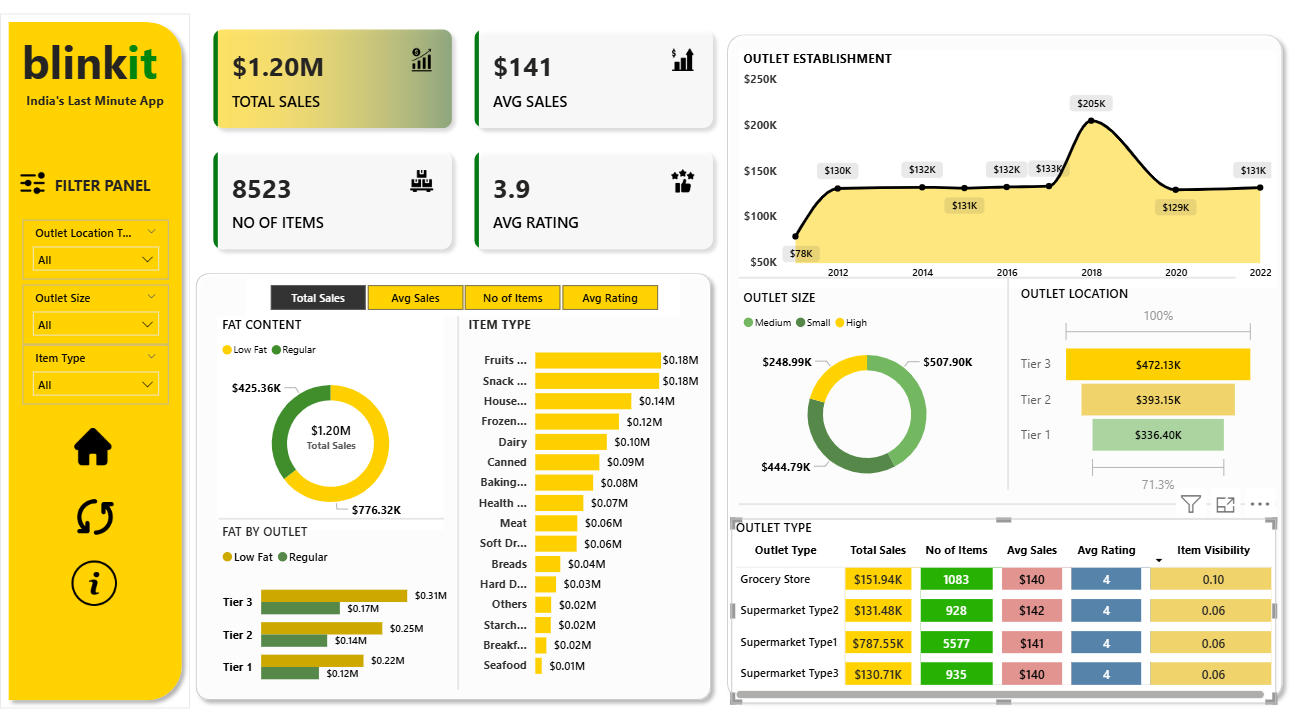 blinkit
India's Last Minute App
FILTER PANEL
Outlet Location T...
All
Outlet Size
All
Item Type
All
$1.20M
TOTAL SALES
$141
AVG SALES
8523
NO OF ITEMS
3.9
AVG RATING
Total Sales Avg Sales No of Items Avg Rating
FAT CONTENT
Low Fat Regular
$425.36K
$1.20M
Total Sales
$776.32K
FAT BY OUTLET
Low Fat Regular
Tier 3 $0.31M
$0.17M
Tier 2 $0.25M
$0.14M
Tier 1 $0.22M
$0.12M
ITEM TYPE
Fruits ... $0.18M
Snack ... $0.18M
House... $0.14M
Frozen... $0.12M
Dairy $0.10M
Canned $0.09M
Baking... $0.08M
Health ... $0.07M
Meat $0.06M
Soft Dr... $0.06M
Breads $0.04M
Hard D... $0.03M
Others $0.02M
Starch... $0.02M
Breakf... $0.02M
Seafood $0.01M
OUTLET ESTABLISHMENT
$250K
$200K
$150K
$100K
$50K
$78K
$130K
$132K
$131K
$132K
$133K
$205K
$129K
$131K
2012 2014 2016 2018 2020 2022
OUTLET SIZE
Medium Small High
$248.99K
$507.90K
$444.79K
OUTLET LOCATION
100%
Tier 3 $472.13K
Tier 2 $393.15K
Tier 1 $336.40K
71.3%
OUTLET TYPE
Outlet Type Total Sales No of Items Avg Sales Avg Rating Item Visibility
Grocery Store $151.94K 1083 $140 4 0.10
Supermarket Type2 $131.48K 928 $142 4 0.06
Supermarket Type1 $787.55K 5577 $141 4 0.06
Supermarket Type3 $130.71K 935 $140 4 0.06